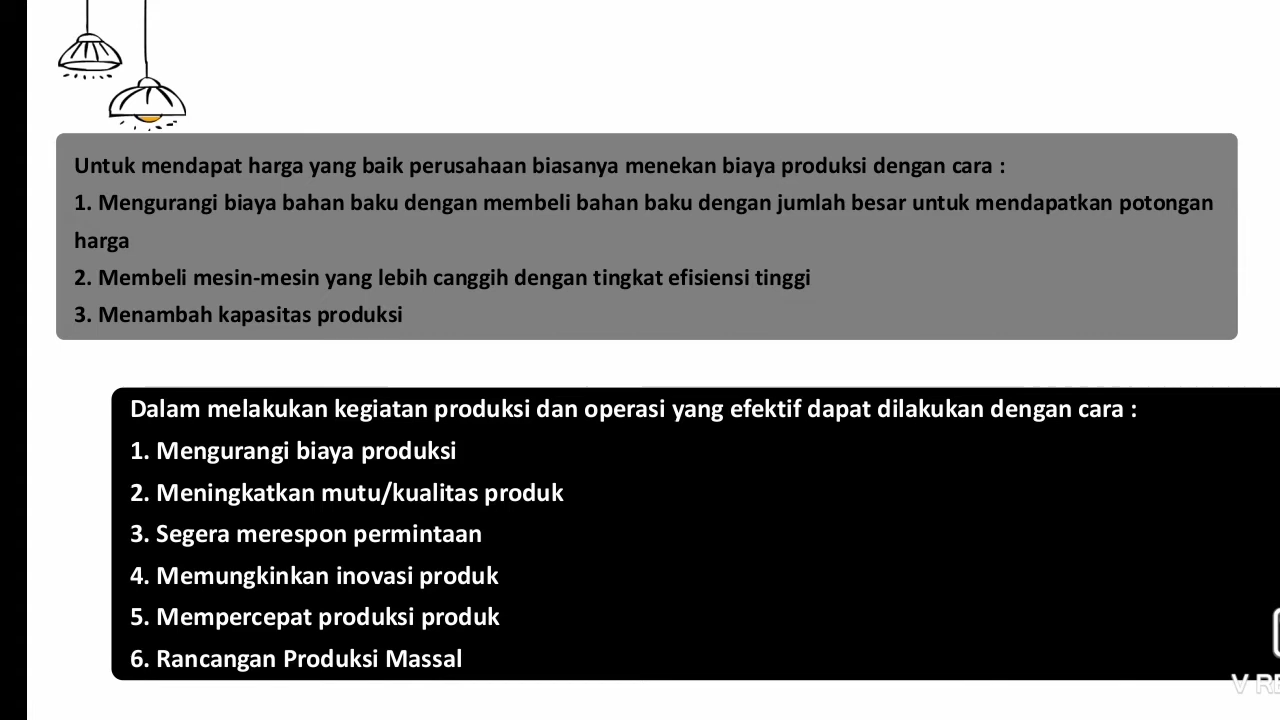 Untuk mendapat harga yang baik perusahaan biasanya menekan biaya produksi dengan cara :
1. Mengurangi biaya bahan baku dengan membeli bahan baku dengan jumlah besar untuk mendapatkan potongan
harga
2. Membeli mesin-mesin yang lebih canggih dengan tingkat efisiensi tinggi
3. Menambah kapasitas produksi
Dalam melakukan kegiatan produksi dan operasi yang efektif dapat dilakukan dengan cara :
1. Mengurangi biaya produksi
2. Meningkatkan mutu/kualitas produk
3. Segera merespon permintaan
4. Memungkinkan inovasi produk
5. Mempercepat produksi produk
6. Rancangan Produksi Massal